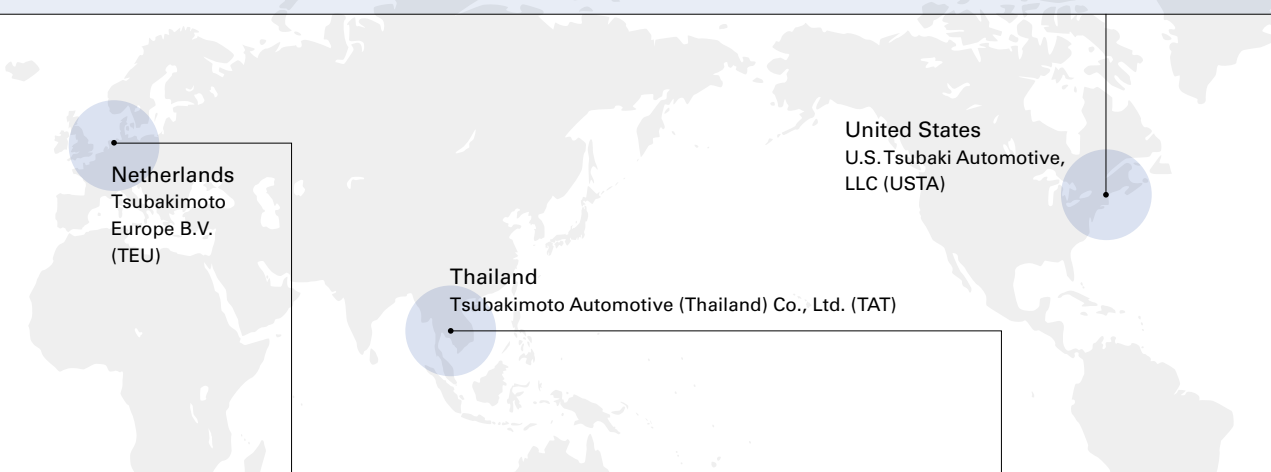 United States
U.S. Tsubaki Automotive,
LLC (USTA)
Netherlands
Tsubakimoto
Europe B.V.
(TEU)
Thailand
Tsubakimoto Automotive (Thailand) Co., Ltd. (TAT)